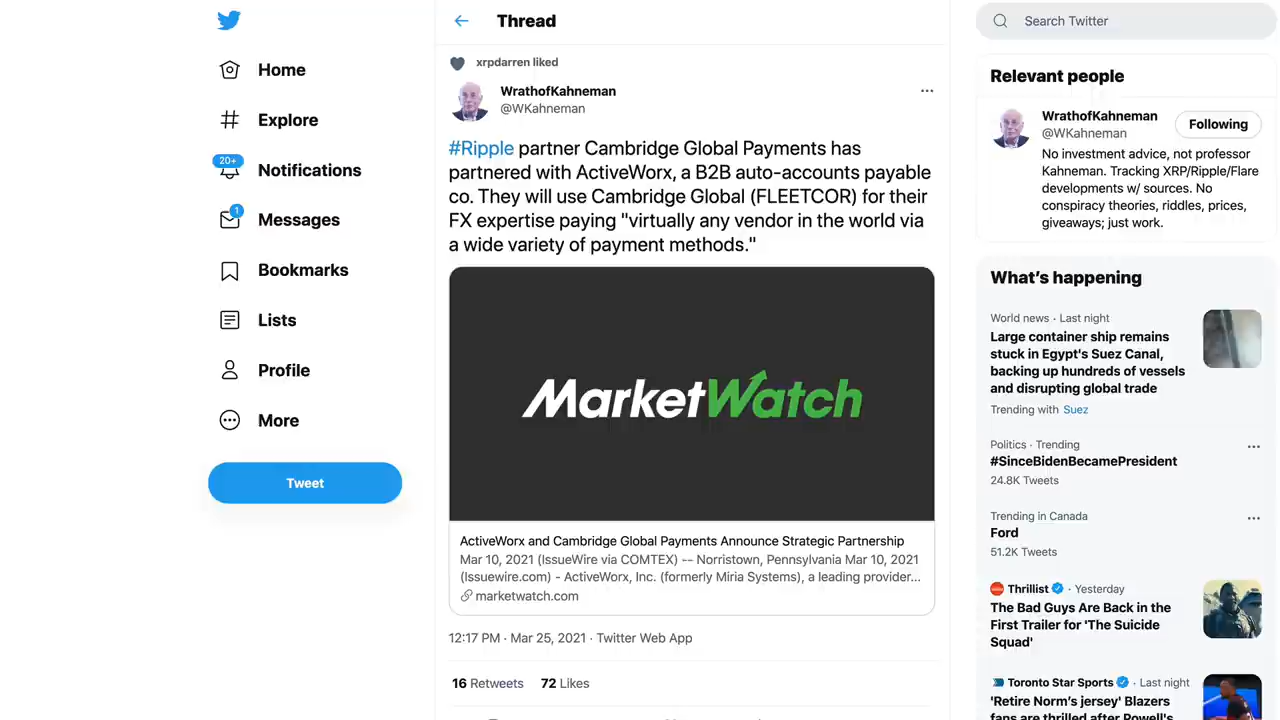 Home
Explore
20+
Notifications
1
Messages
Bookmarks
Lists
Profile
More
Tweet
Thread
xrpdarren liked
WrathofKahneman
@WKahneman
#Ripple partner Cambridge Global Payments has
partnered with ActiveWorx, a B2B auto-accounts payable
co. They will use Cambridge Global (FLEETCOR) for their
FX expertise paying "virtually any vendor in the world via
a wide variety of payment methods."
MarketWatch
ActiveWorx and Cambridge Global Payments Announce Strategic Partnership
Mar 10, 2021 (IssueWire via COMTEX) -- Norristown, Pennsylvania Mar 10, 2021
(Issuewire.com) - ActiveWorx, Inc. (formerly Miria Systems), a leading provider...
marketwatch.com
12:17 PM · Mar 25, 2021 · Twitter Web App
16 Retweets 72 Likes
Search Twitter
Relevant people
WrathofKahneman
@WKahneman
Following
No investment advice, not professor
Kahneman. Tracking XRP/Ripple/Flare
developments w/ sources. No
conspiracy theories, riddles, prices,
giveaways; just work.
What's happening
World news · Last night
Large container ship remains
stuck in Egypt's Suez Canal,
backing up hundreds of vessels
and disrupting global trade
Trending with Suez
Politics · Trending
#SinceBidenBecamePresident
24.8K Tweets
Trending in Canada
Ford
51.2K Tweets
Thrillist · Yesterday
The Bad Guys Are Back in the
First Trailer for 'The Suicide
Squad'
Toronto Star Sports · Last night
'Retire Norm's jersey' Blazers
fans are thrilled after Powell's